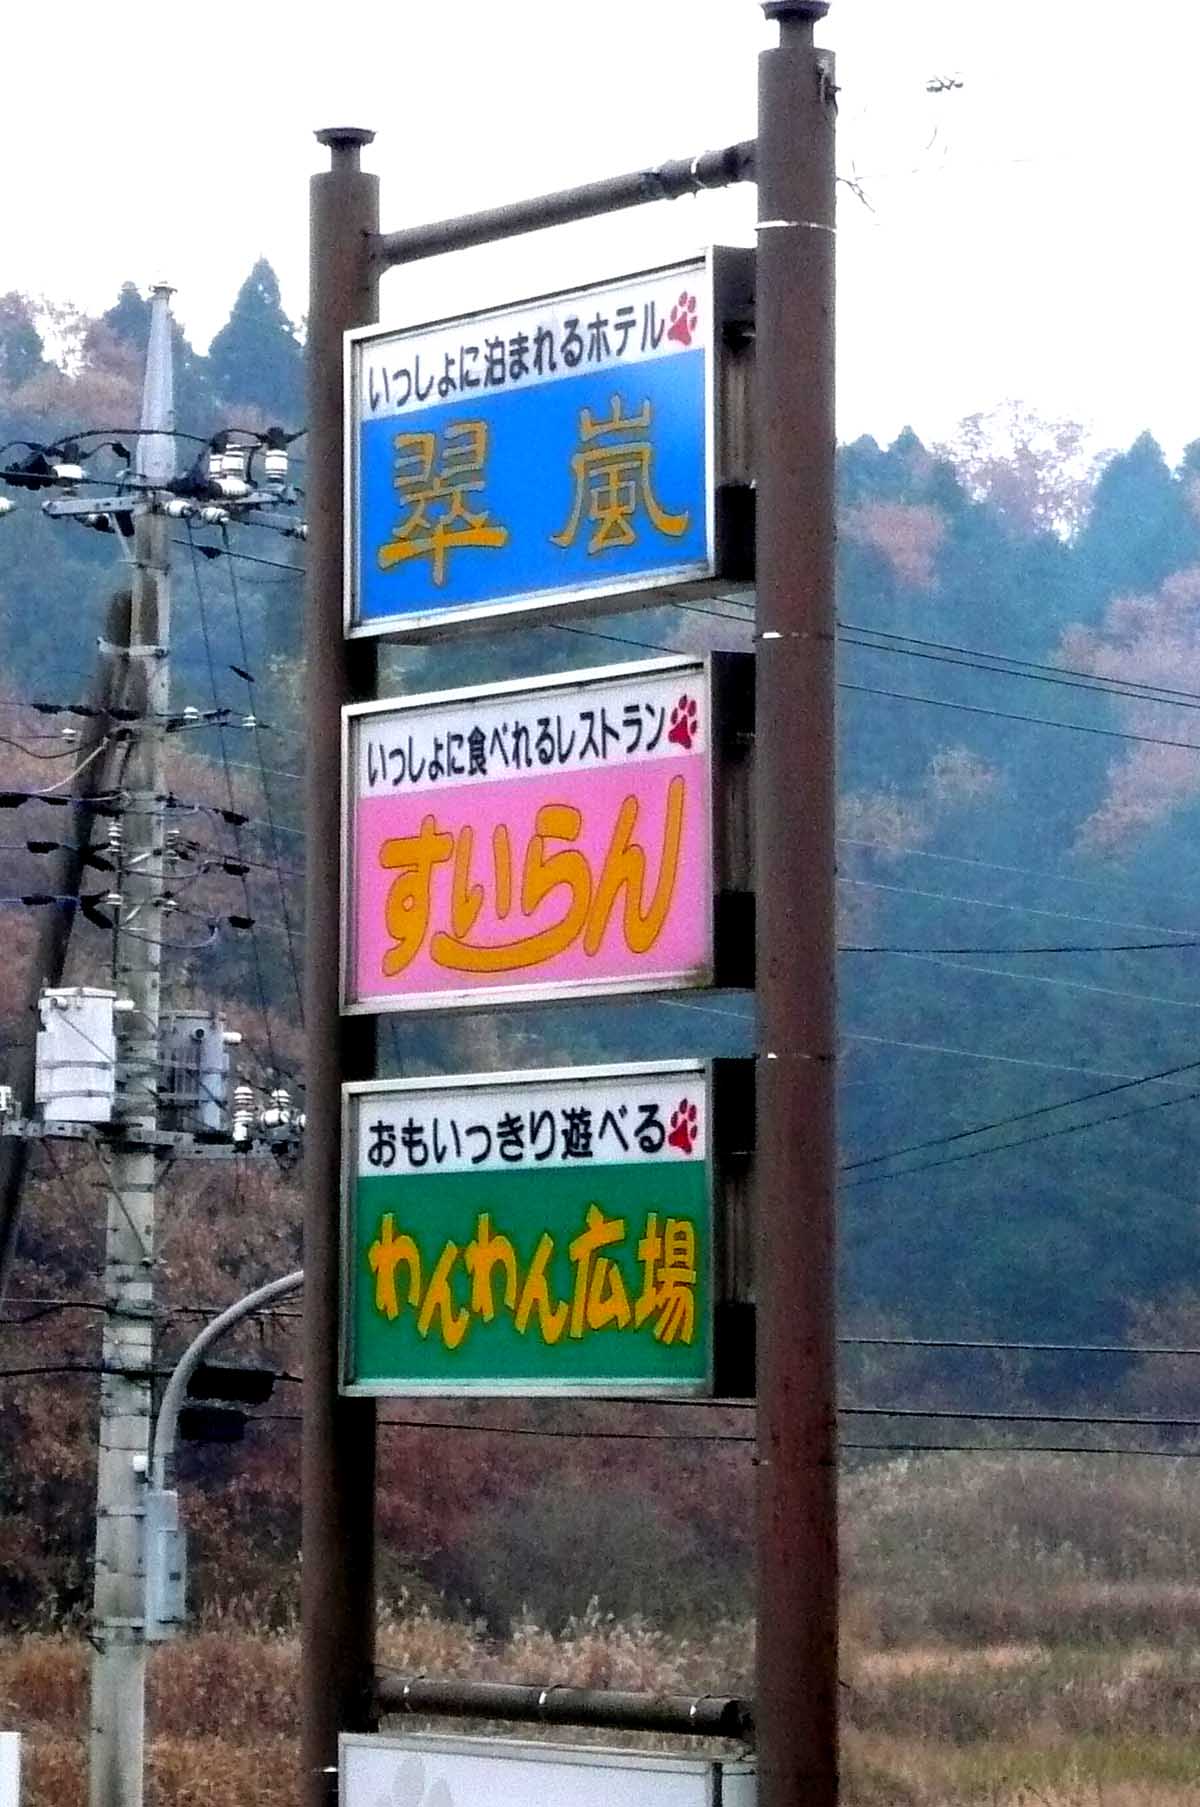 いっしょに泊まれるホテル
翠嵐
いっしょに食べれるレストラン
すいらん
おもいっきり遊べる
わんわん広場